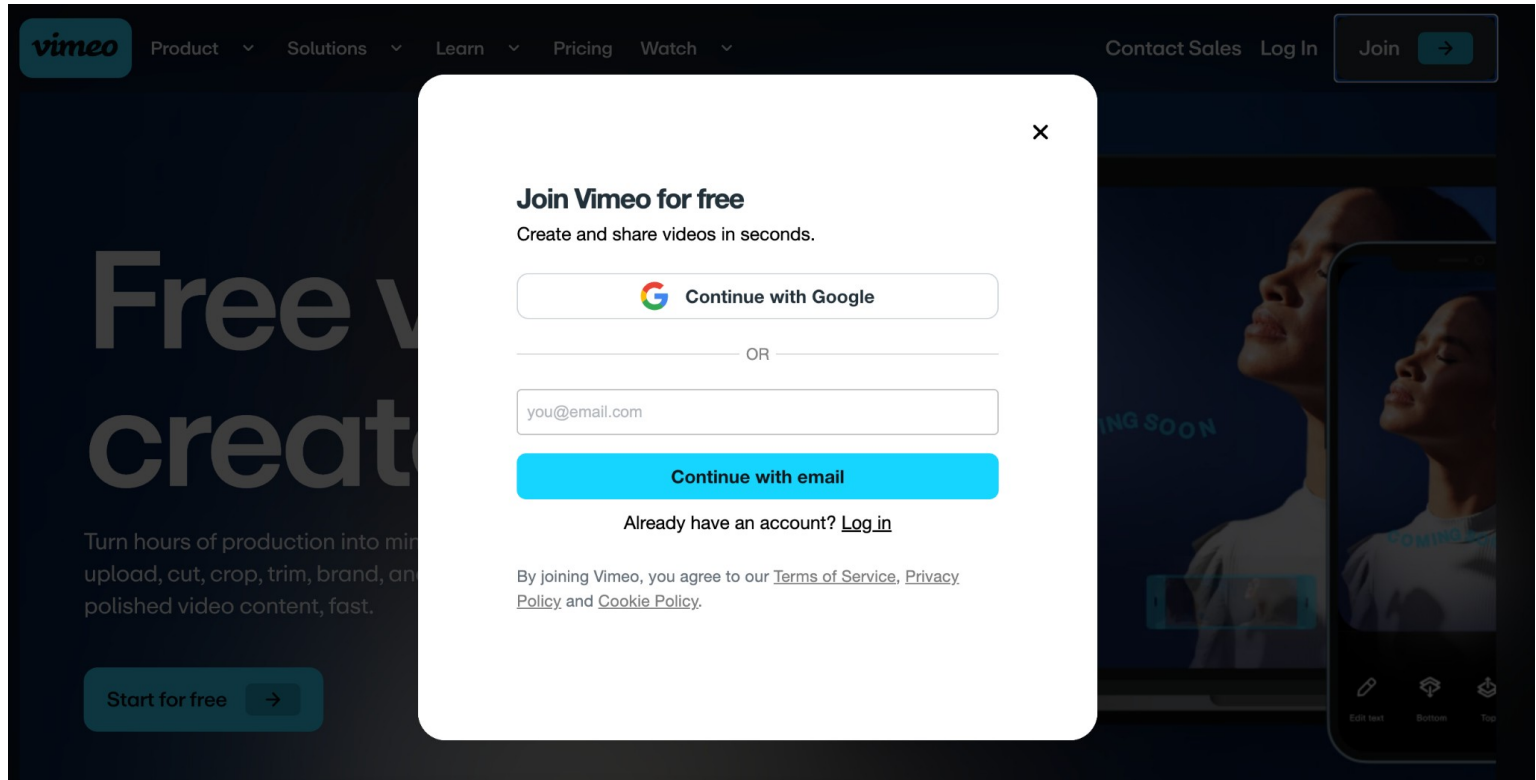 vimeo Product Solutions Learn Pricing Watch Contact Sales Log In Join
Join Vimeo for free
Create and share videos in seconds.
Continue with Google
OR
you@email.com
Continue with email
Already have an account? Log in
By joining Vimeo, you agree to our Terms of Service, Privacy
Policy and Cookie Policy.
Free
creat
Turn hours of production into
upload, cut, crop, trim, brand,
polished video content, fast.
Start for free
COMING
SOON
Edit text Bottom Top